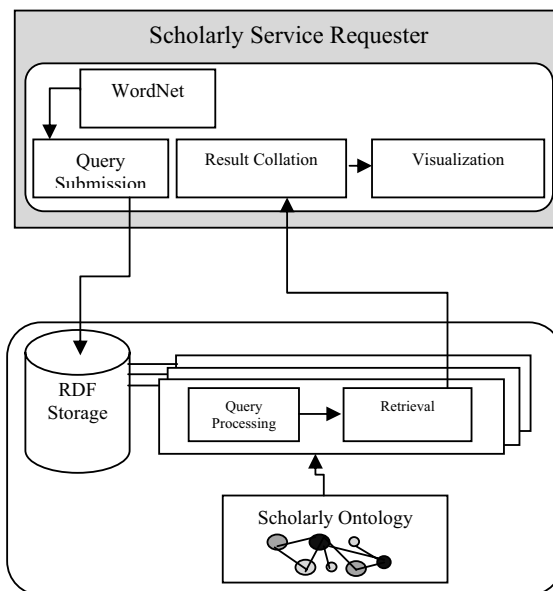 Scholarly Service Requester
WordNet
Query
Submission
Result Collation
Visualization
RDF
Storage
Query
Processing
Retrieval
Scholarly Ontology